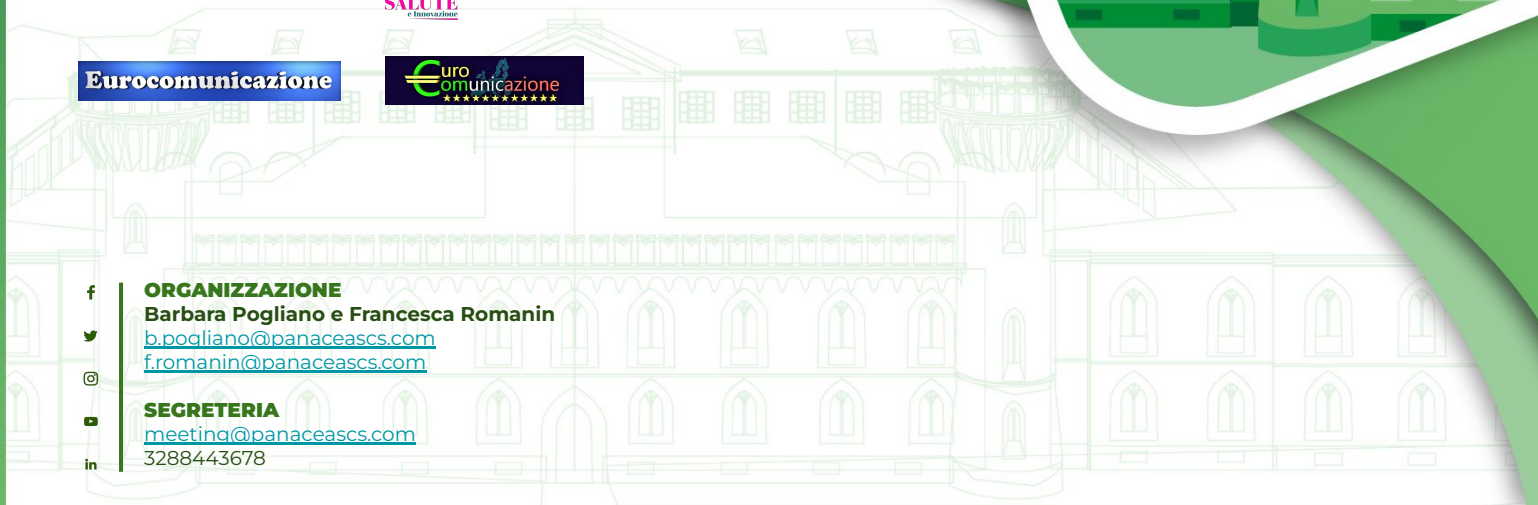 SALUTE
e Innovazione
Eurocomunicazione
Euro
Comunicazione
ORGANIZZAZIONE
Barbara Pogliano e Francesca Romanin
b.pogliano@panaceascs.com
f.romanin@panaceascs.com
SEGRETERIA
meeting@panaceascs.com
3288443678